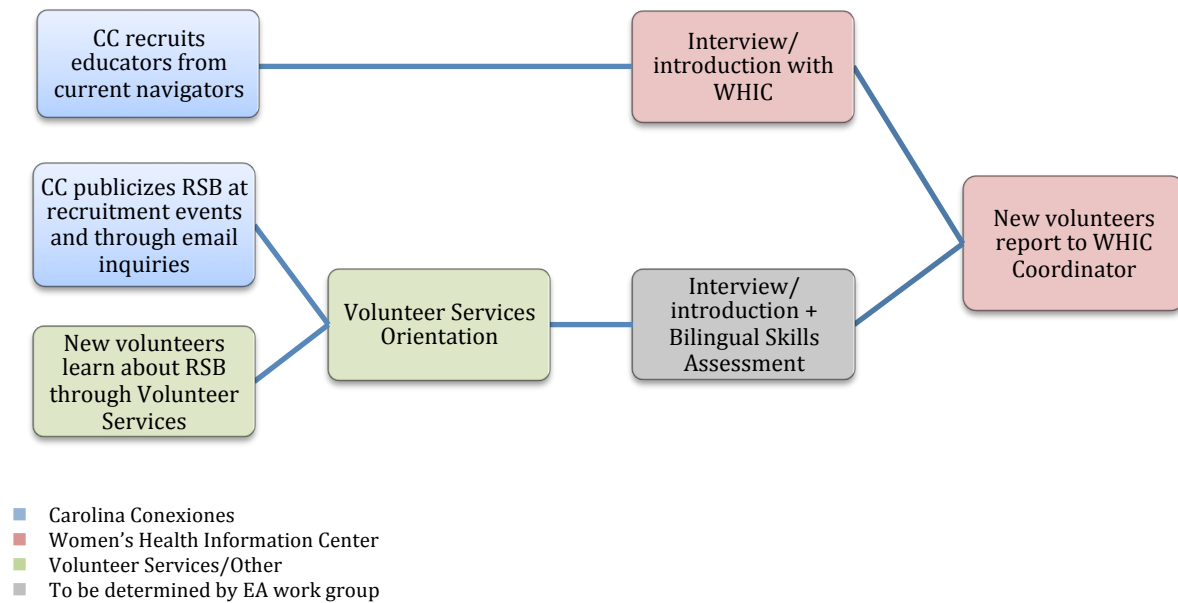 CC recruits
educators from
current navigators
Interview/
introduction with
WHIC
CC publicizes RSB at
recruitment events
and through email
inquiries
New volunteers
report to WHIC
Coordinator
Volunteer Services
Orientation
Interview/
introduction +
Bilingual Skills
Assessment
New volunteers
learn about RSB
through Volunteer
Services
Carolina Conexiones
Women’s Health Information Center
Volunteer Services/Other
To be determined by EA work group